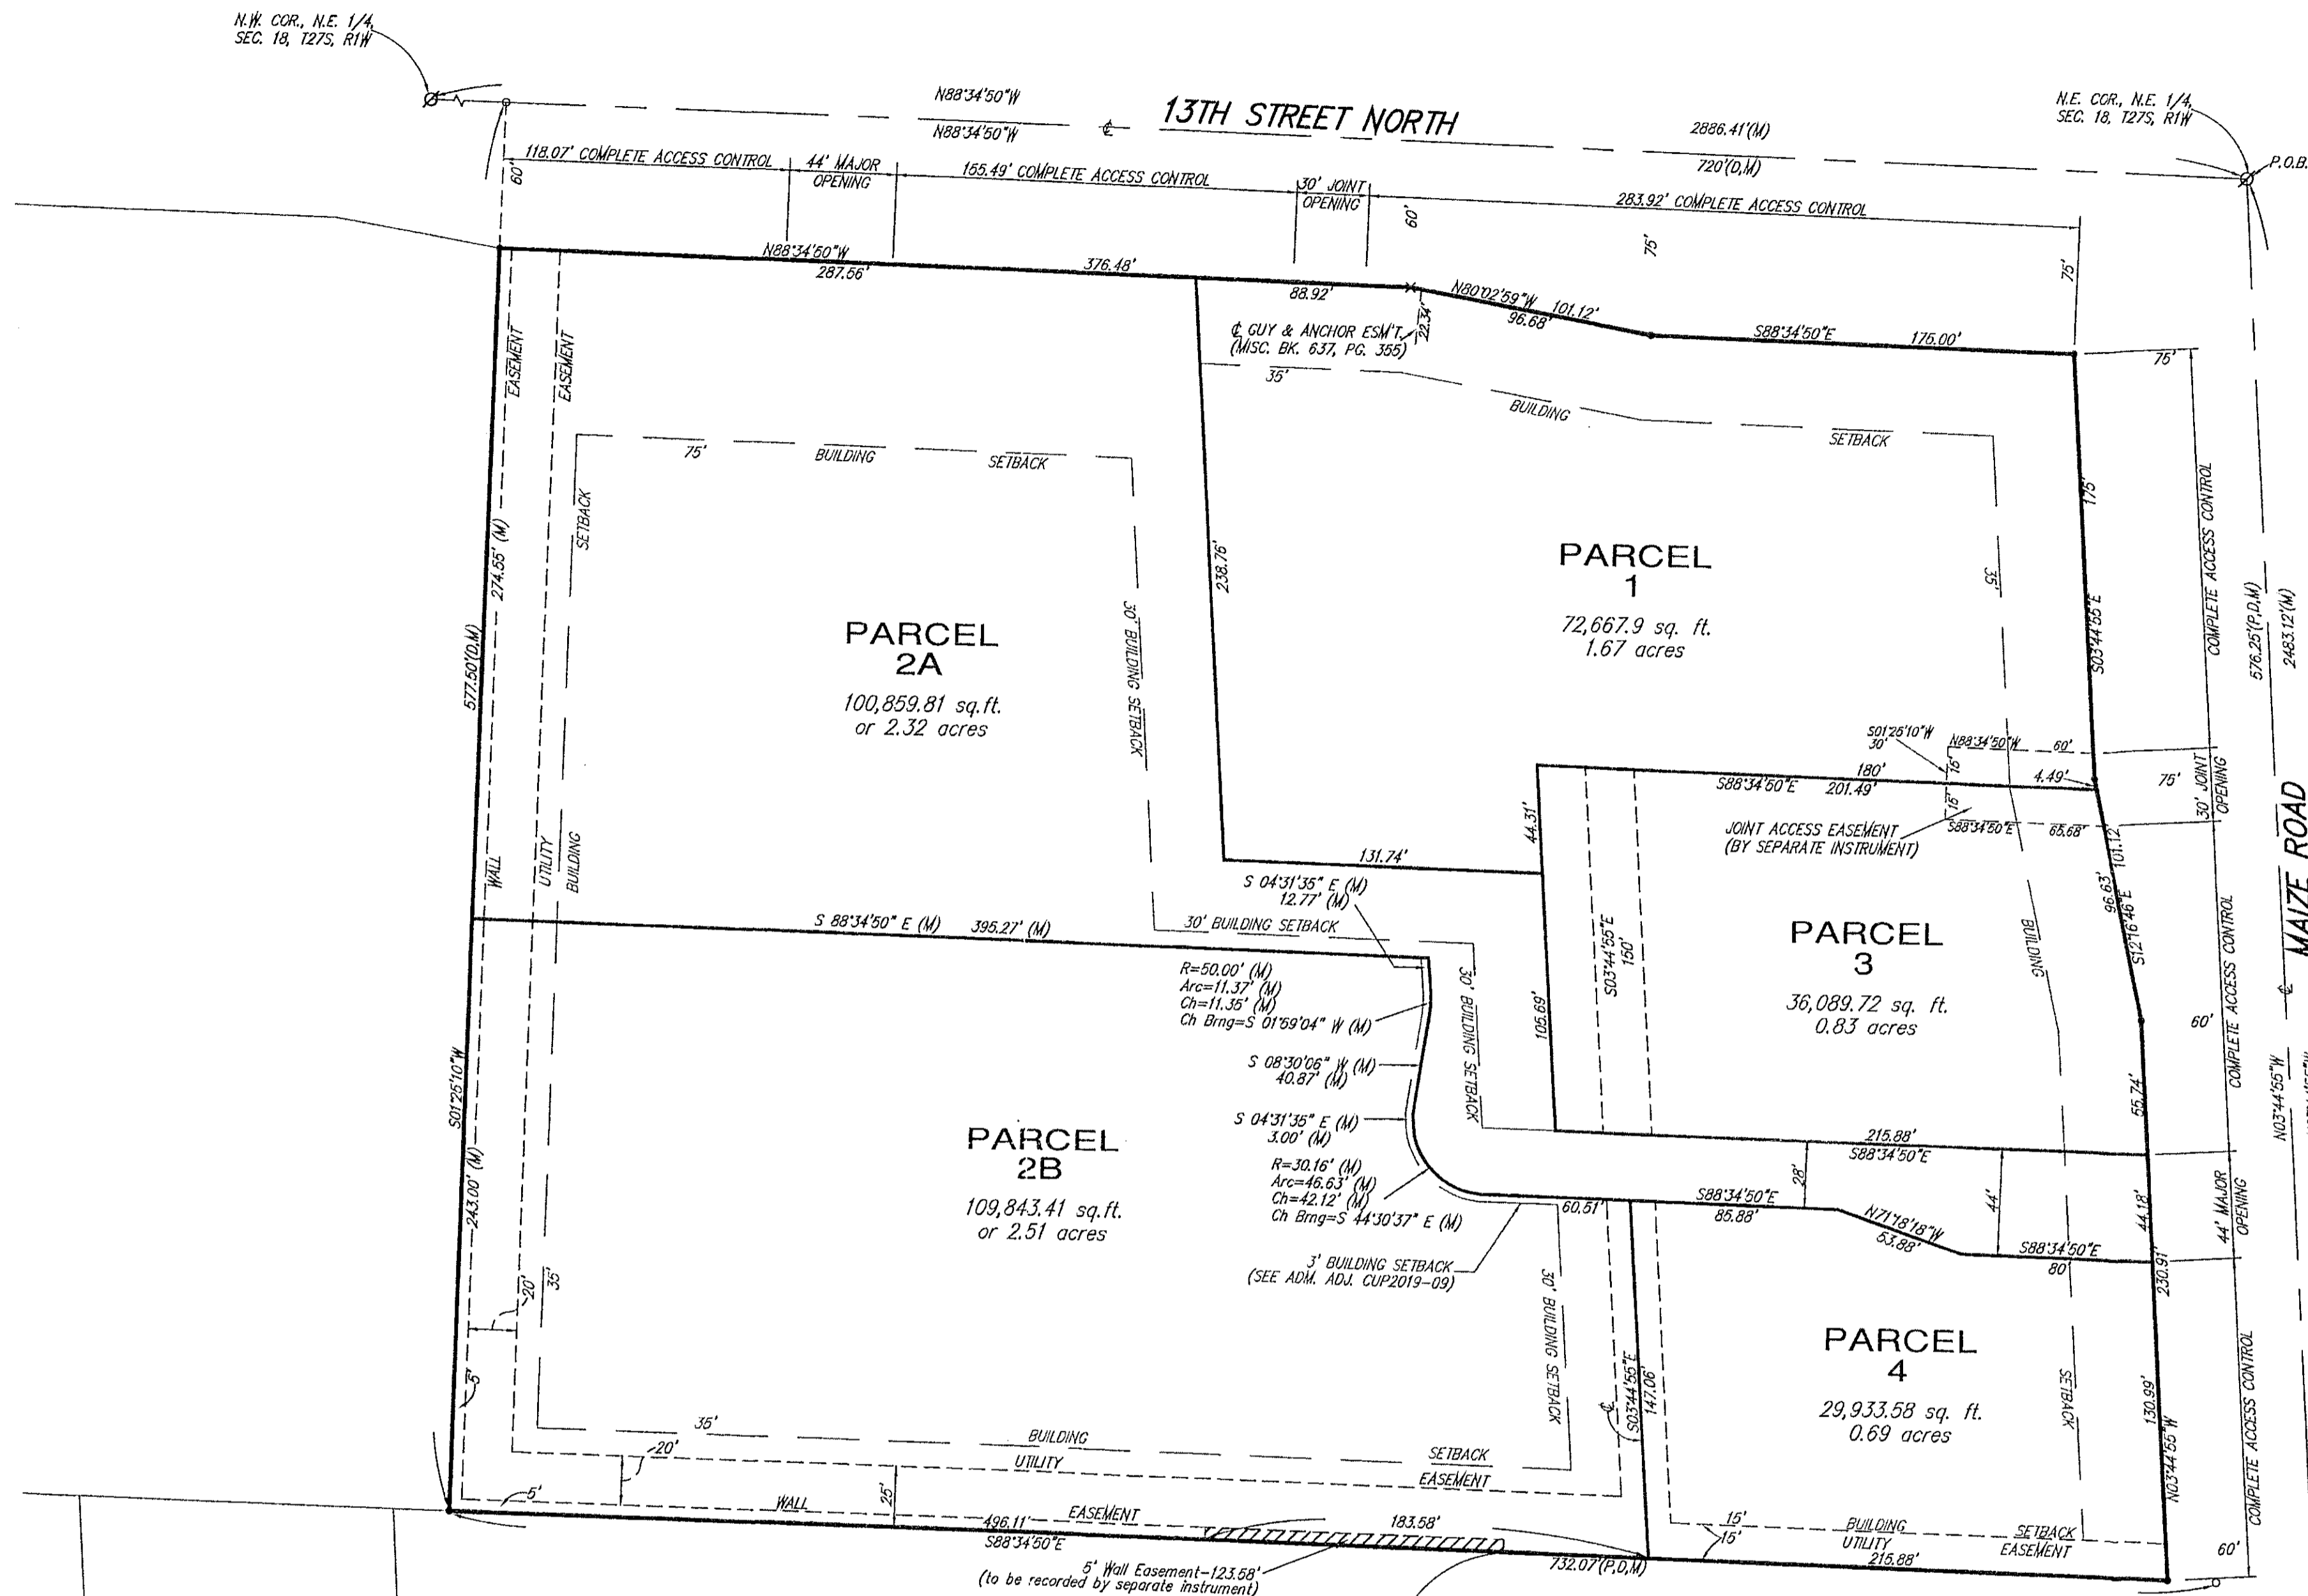 N.W. COR., N.E. 1/4,
SEC. 18, T27S, R1W
N88°34'50"W
N88°34'50"W
℄
13TH STREET NORTH
2886.41'(M)
720'(D,M)
N.E. COR., N.E. 1/4,
SEC. 18, T27S, R1W
P.O.B.
118.07' COMPLETE ACCESS CONTROL
44' MAJOR
OPENING
155.49' COMPLETE ACCESS CONTROL
30' JOINT
OPENING
283.92' COMPLETE ACCESS CONTROL
60'
60'
75'
75'
N88°34'50"W
287.56'
376.48'
88.92'
N80°02'59"W
101.12'
96.68'
22.34'
℄ GUY & ANCHOR ESM'T.
(MISC. BK. 637, PG. 355)
S88°34'50"E
175.00'
75'
EASEMENT
EASEMENT
35'
BUILDING
SETBACK
75'
BUILDING
SETBACK
SETBACK
274.55' (M)
577.50'(D,M)
238.76'
30' BUILDING SETBACK
PARCEL
1
72,667.9 sq. ft.
1.67 acres
35'
175'
S03°44'55"E
COMPLETE ACCESS CONTROL
576.25'(P,D,M)
2483.12'(M)
PARCEL
2A
100,859.81 sq.ft.
or 2.32 acres
S01°25'10"W
30'
N88°34'50"W
60'
15'
180'
S88°34'50"E
201.49'
4.49'
15'
S88°34'50"E
65.68'
75'
30' JOINT
OPENING
JOINT ACCESS EASEMENT
(BY SEPARATE INSTRUMENT)
MAIZE ROAD
℄
WALL
UTILITY
BUILDING
44.31'
131.74'
S 04°31'35" E (M)
12.77' (M)
S 88°34'50" E (M)
395.27' (M)
30' BUILDING SETBACK
S03°44'55"E
150'
BUILDING
96.63'
101.12'
S12°16'46"E
COMPLETE ACCESS CONTROL
PARCEL
3
36,089.72 sq. ft.
0.83 acres
R=50.00' (M)
Arc=11.37' (M)
Ch=11.35' (M)
Ch Brng=S 01°59'04" W (M)
30' BUILDING SETBACK
105.69'
60'
S01°25'10"W
S 08°30'06" W (M)
40.87' (M)
S 04°31'35" E (M)
3.00' (M)
55.74'
N03°44'55"W
PARCEL
2B
109,843.41 sq.ft.
or 2.51 acres
243.00' (M)
R=30.16' (M)
Arc=46.63' (M)
Ch=42.12' (M)
Ch Brng=S 44°30'37" E (M)
215.88'
S88°34'50"E
28'
44'
60.51'
S88°34'50"E
85.88'
N71°18'18"W
53.88'
S88°34'50"E
80'
44.18'
44' MAJOR
OPENING
230.91'
3' BUILDING SETBACK
(SEE ADM. ADJ. CUP2019-09)
20'
35'
30' BUILDING SETBACK
5'
℄
S03°44'55"E
147.06'
PARCEL
4
29,933.58 sq. ft.
0.69 acres
SETBACK
130.99'
N03°44'55"W
COMPLETE ACCESS CONTROL
35'
BUILDING
SETBACK
20'
UTILITY
EASEMENT
5'
WALL
25'
EASEMENT
183.58'
15'
BUILDING
SETBACK
15'
UTILITY
EASEMENT
496.11'
S88°34'50"E
732.07'(P,D,M)
215.88'
60'
5' Wall Easement-123.58'
(to be recorded by separate instrument)